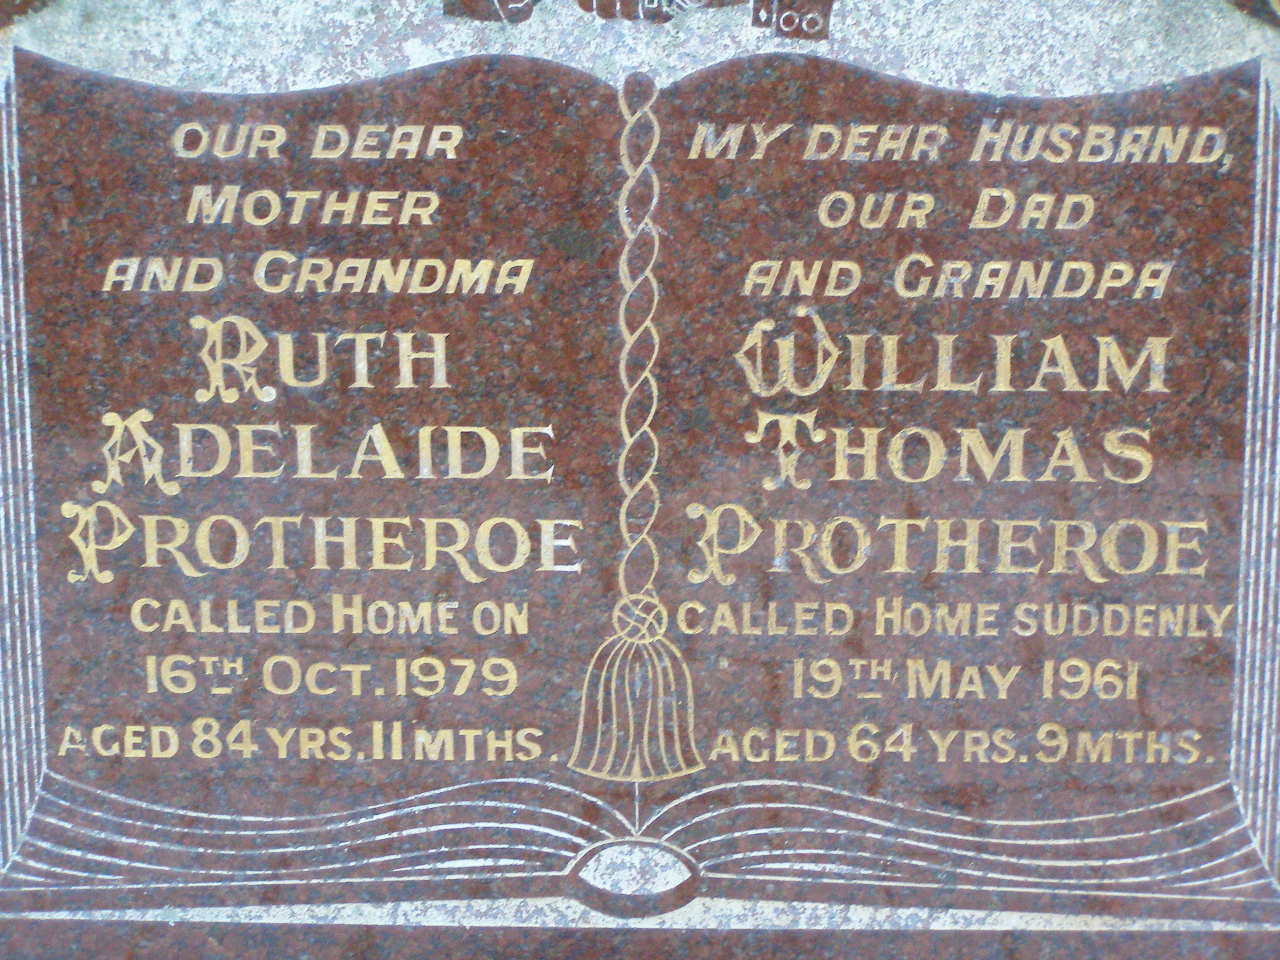 OUR DEAR
MOTHER
AND GRANDMA
RUTH
ADELAIDE
PROTHEROE
CALLED HOME ON
16TH OCT. 1979
AGED 84 YRS. 11 MTHS.
MY DEAR HUSBAND,
OUR DAD
AND GRANDPA
WILLIAM
THOMAS
PROTHEROE
CALLED HOME SUDDENLY
19TH MAY 1961
AGED 64 YRS. 9 MTHS.